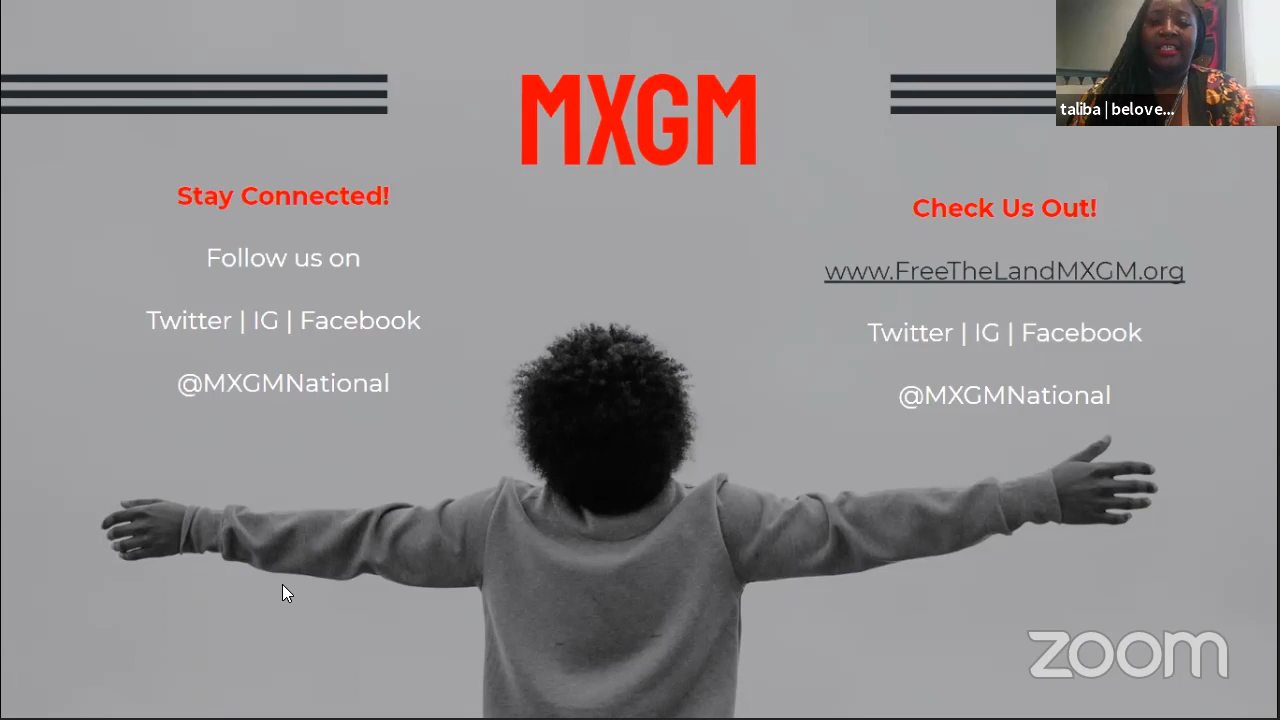 MXGM
taliba | belove...
Stay Connected!
Follow us on
Twitter | IG | Facebook
@MXGMNational
Check Us Out!
www.FreeTheLandMXGM.org
Twitter | IG | Facebook
@MXGMNational
zoom